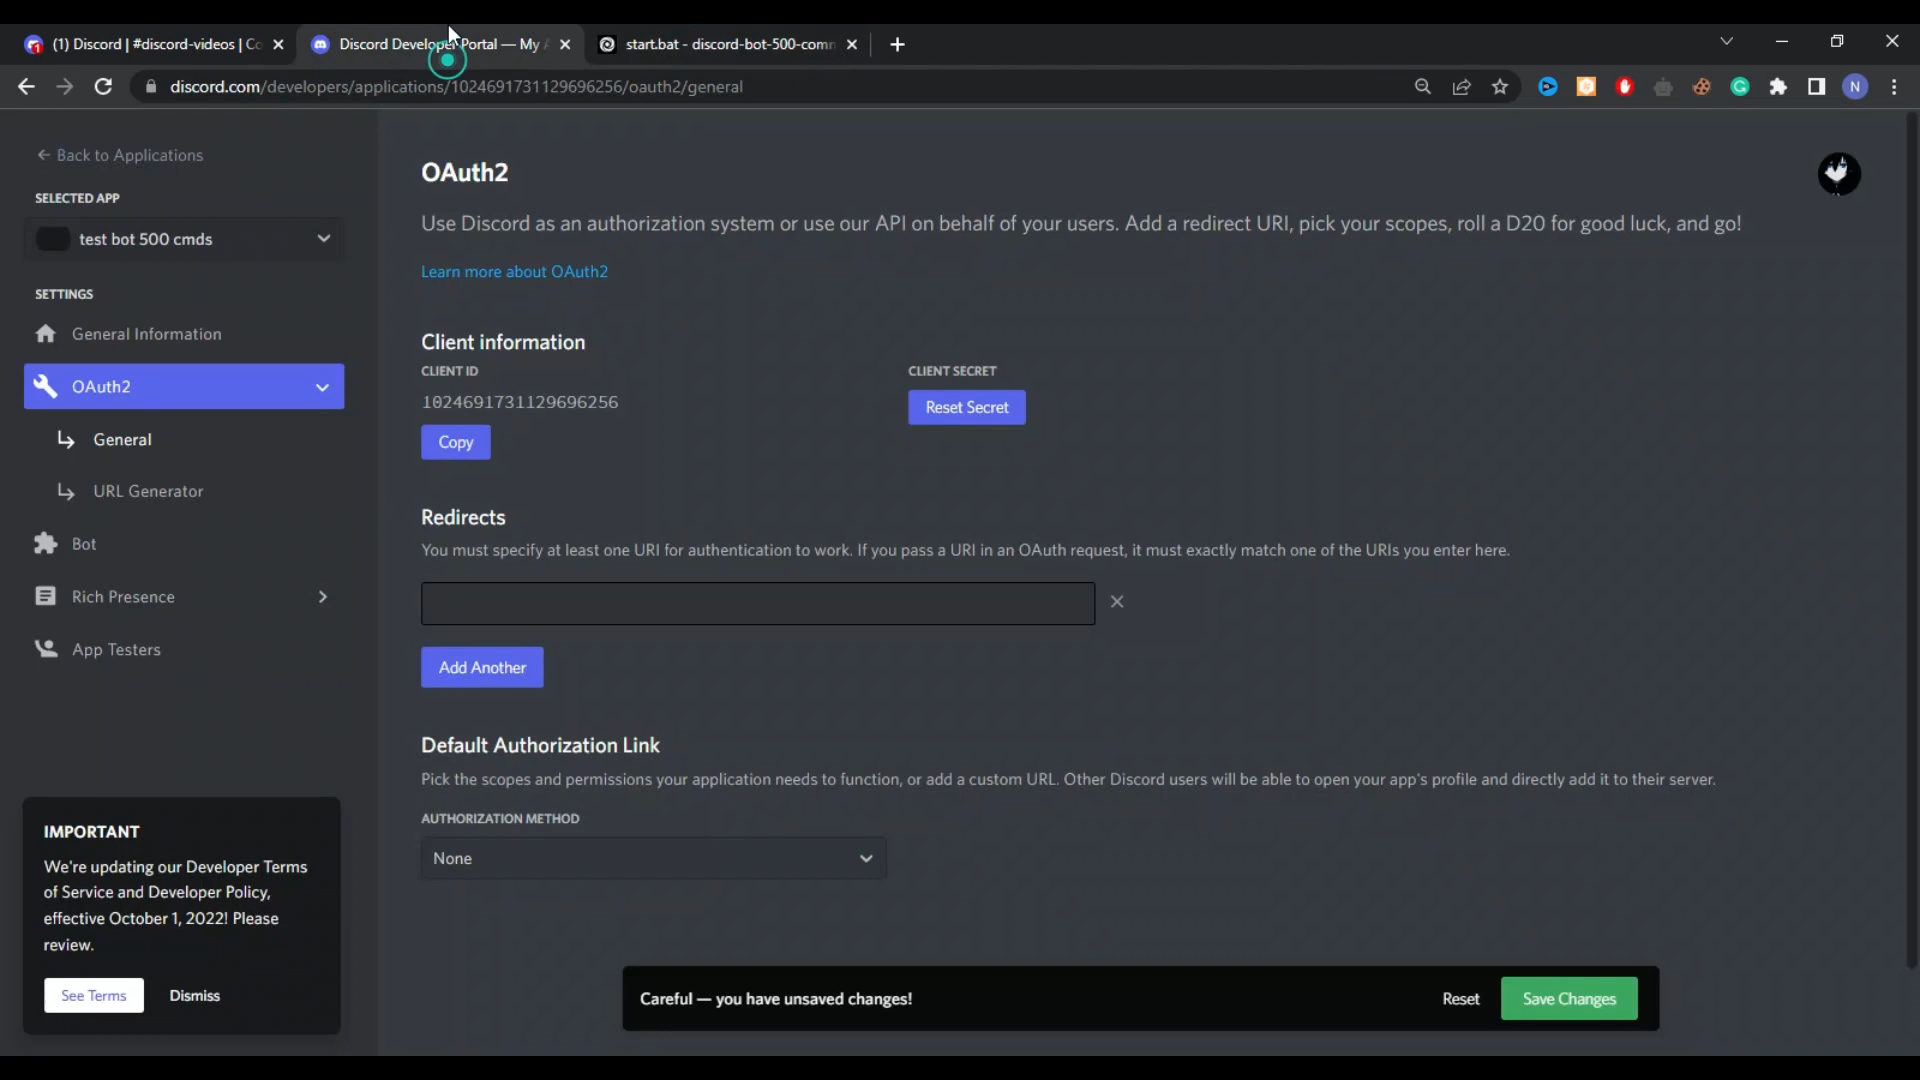 (1) Discord | #discord-videos | Co
Discord Developer Portal — My A
start.bat - discord-bot-500-comm
discord.com/developers/applications/1024691731129696256/oauth2/general
N
Back to Applications
SELECTED APP
test bot 500 cmds
SETTINGS
General Information
OAuth2
General
URL Generator
Bot
Rich Presence
App Testers
IMPORTANT
We're updating our Developer Terms
of Service and Developer Policy,
effective October 1, 2022! Please
review.
See Terms
Dismiss
OAuth2
Use Discord as an authorization system or use our API on behalf of your users. Add a redirect URI, pick your scopes, roll a D20 for good luck, and go!
Learn more about OAuth2
Client information
CLIENT ID
1024691731129696256
Copy
CLIENT SECRET
Reset Secret
Redirects
You must specify at least one URI for authentication to work. If you pass a URI in an OAuth request, it must exactly match one of the URIs you enter here.
Add Another
Default Authorization Link
Pick the scopes and permissions your application needs to function, or add a custom URL. Other Discord users will be able to open your app's profile and directly add it to their server.
AUTHORIZATION METHOD
None
Careful — you have unsaved changes!
Reset
Save Changes